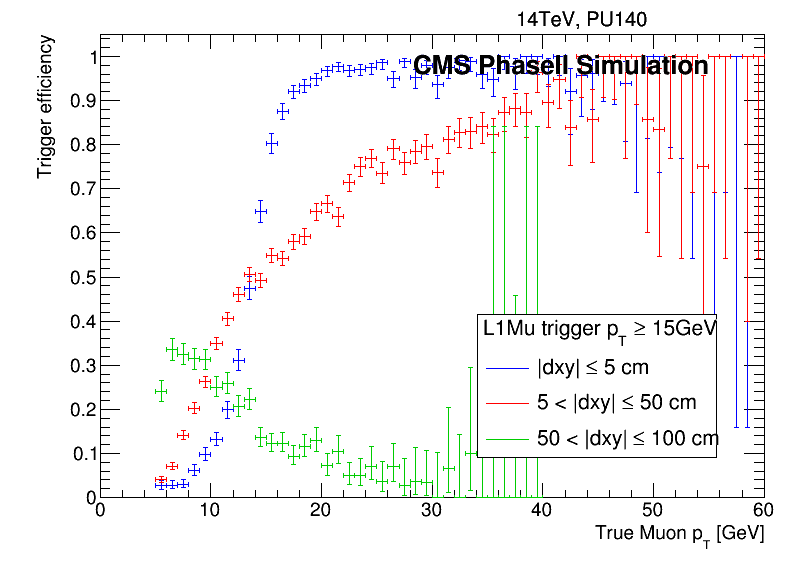 14TeV, PU140
CMS PhaseII Simulation
Trigger efficiency
1
0.9
0.8
0.7
0.6
0.5
0.4
0.3
0.2
0.1
0
L1Mu trigger p_T ≥ 15GeV
|dxy| ≤ 5 cm
5 < |dxy| ≤ 50 cm
50 < |dxy| ≤ 100 cm
0 10 20 30 40 50 60
True Muon p_T [GeV]